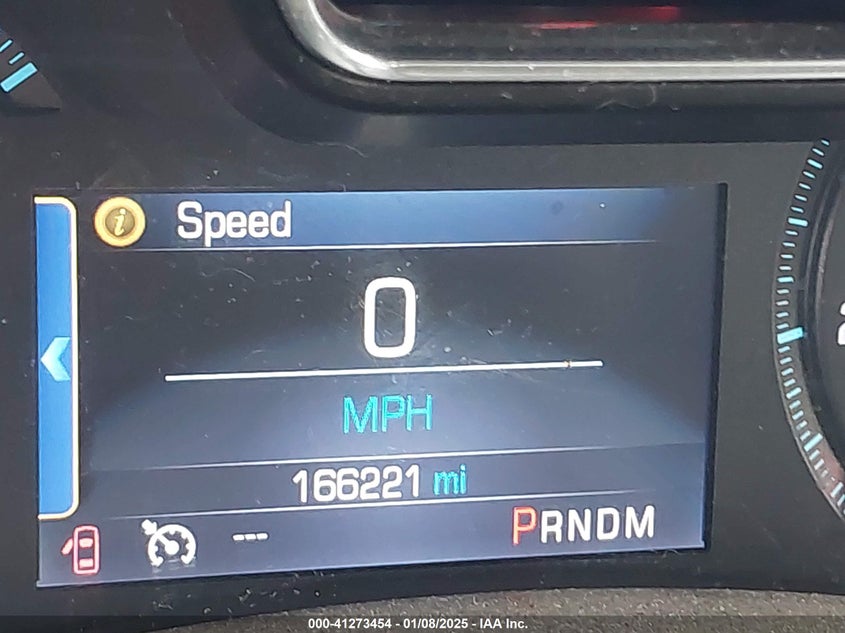 i Speed
0
MPH
166221 mi
--- PRNDM
000-41273454 - 01/08/2025 - IAA Inc.